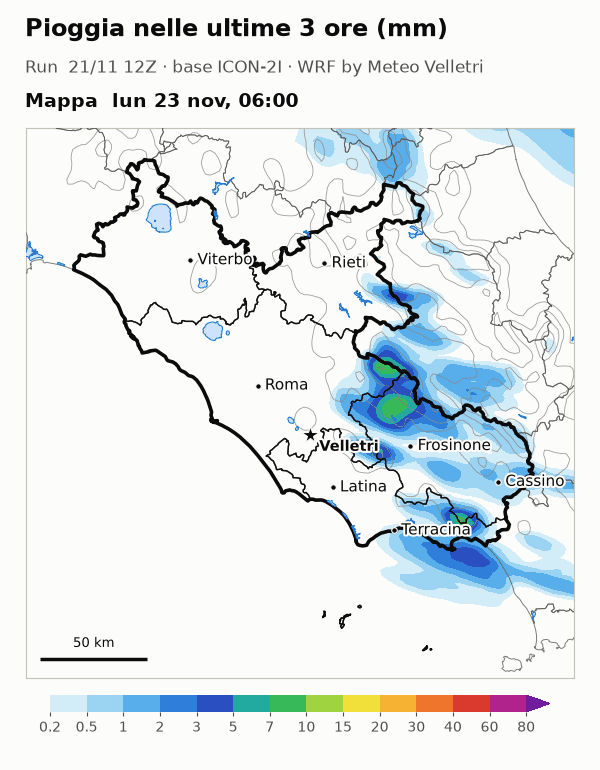 Pioggia nelle ultime 3 ore (mm)
Run  21/11 12Z · base ICON-2I · WRF by Meteo Velletri
Mappa  lun 23 nov, 06:00
Viterbo
Rieti
Roma
Velletri
Frosinone
Latina
Cassino
Terracina
50 km
0.2 0.5 1 2 3 5 7 10 15 20 30 40 60 80